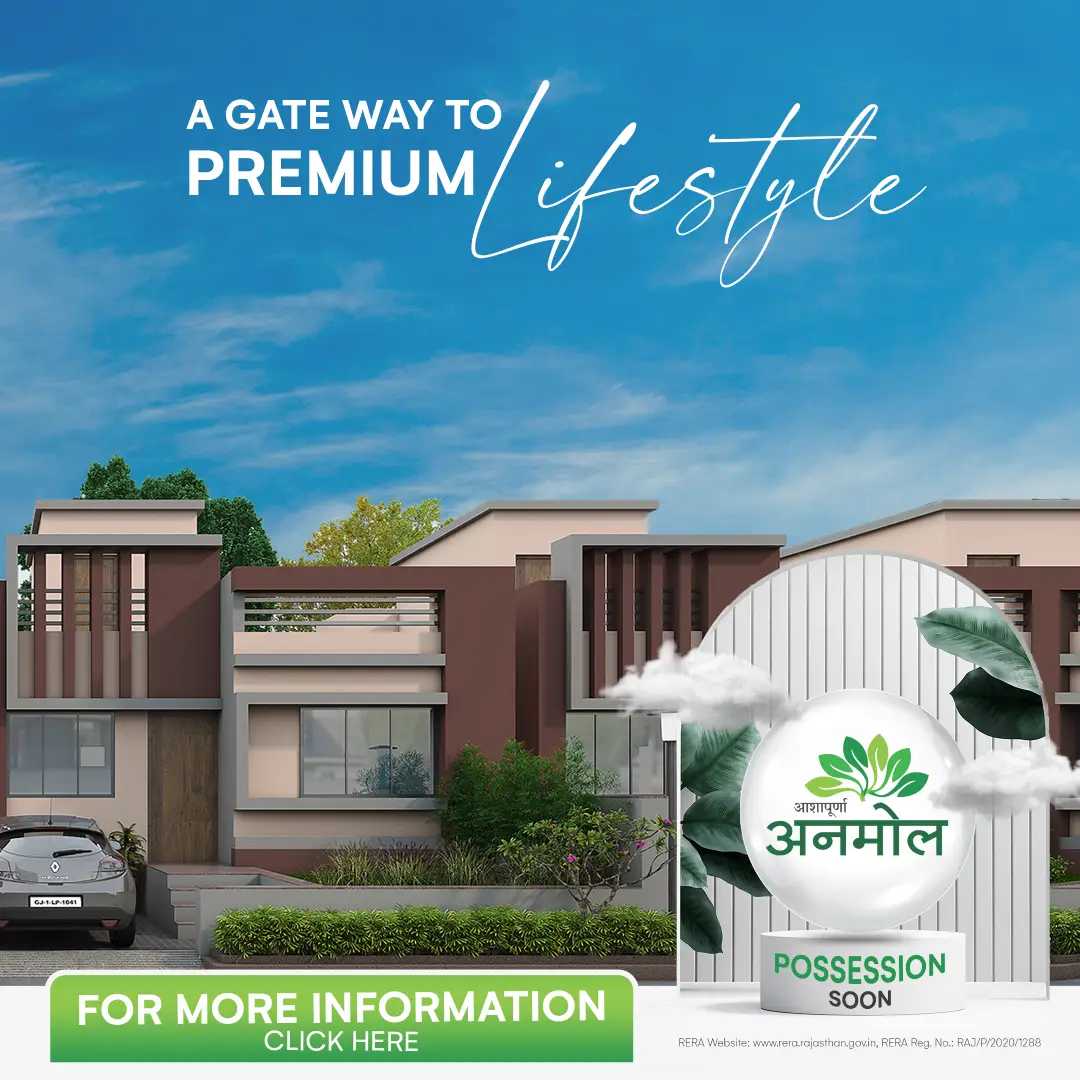 A GATE WAY TO
PREMIUM Lifestyle
आशापूर्णा
अनमोल
POSSESSION
SOON
GJ-1-LP-1041
FOR MORE INFORMATION
CLICK HERE
RERA Website: www.rera.rajasthan.gov.in, RERA Reg. No.: RAJ/P/2020/1288